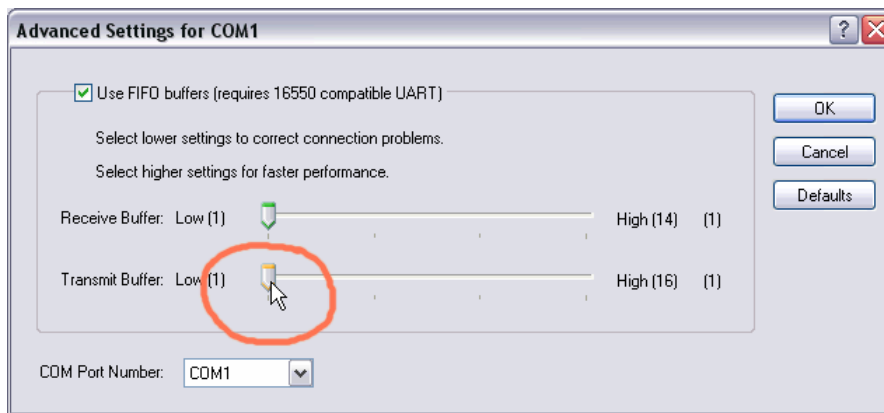 Advanced Settings for COM1
Use FIFO buffers (requires 16550 compatible UART)
OK
Select lower settings to correct connection problems.
Cancel
Select higher settings for faster performance.
Defaults
Receive Buffer: Low (1) High (14) (1)
Transmit Buffer: Low (1) High (16) (1)
COM Port Number: COM1